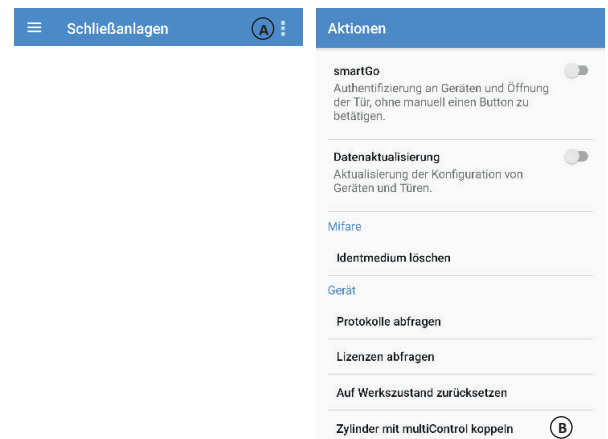 Schließanlagen
A
Aktionen
smartGo
Authentifizierung an Geräten und Öffnung
der Tür, ohne manuell einen Button zu
betätigen.
Datenaktualisierung
Aktualisierung der Konfiguration von
Geräten und Türen.
Mifare
Identmedium löschen
Gerät
Protokolle abfragen
Lizenzen abfragen
Auf Werkszustand zurücksetzen
Zylinder mit multiControl koppeln
B